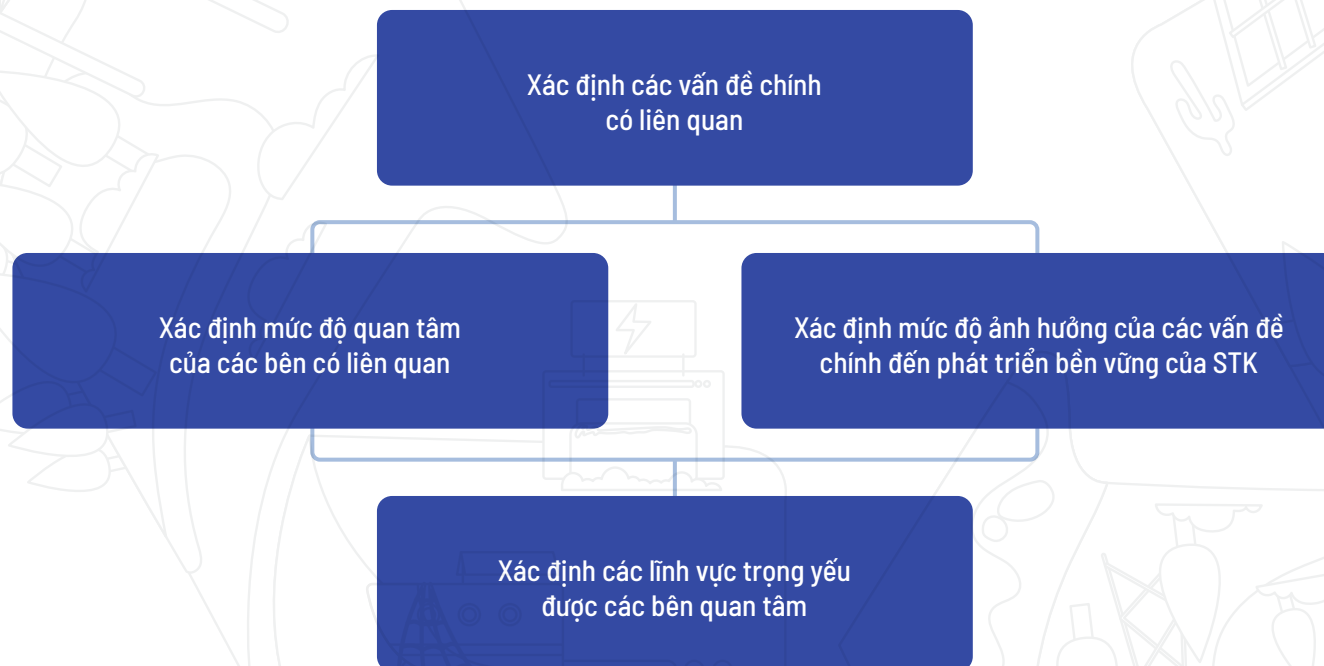 Xác định các vấn đề chính
có liên quan
Xác định mức độ quan tâm
của các bên có liên quan
Xác định mức độ ảnh hưởng của các vấn đề
chính đến phát triển bền vững của STK
Xác định các lĩnh vực trọng yếu
được các bên quan tâm